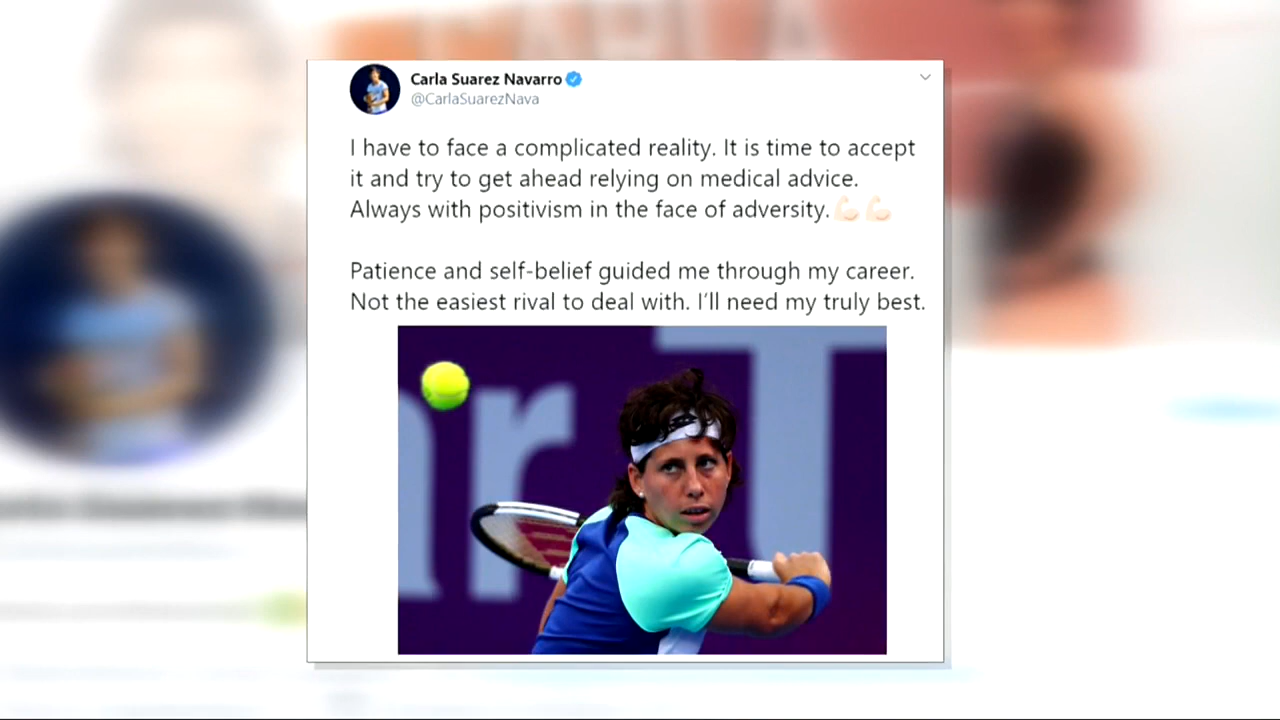 Carla Suarez Navarro
@CarlaSuarezNava
I have to face a complicated reality. It is time to accept
it and try to get ahead relying on medical advice.
Always with positivism in the face of adversity.💪🏻💪🏻
Patience and self-belief guided me through my career.
Not the easiest rival to deal with. I'll need my truly best.
ar T